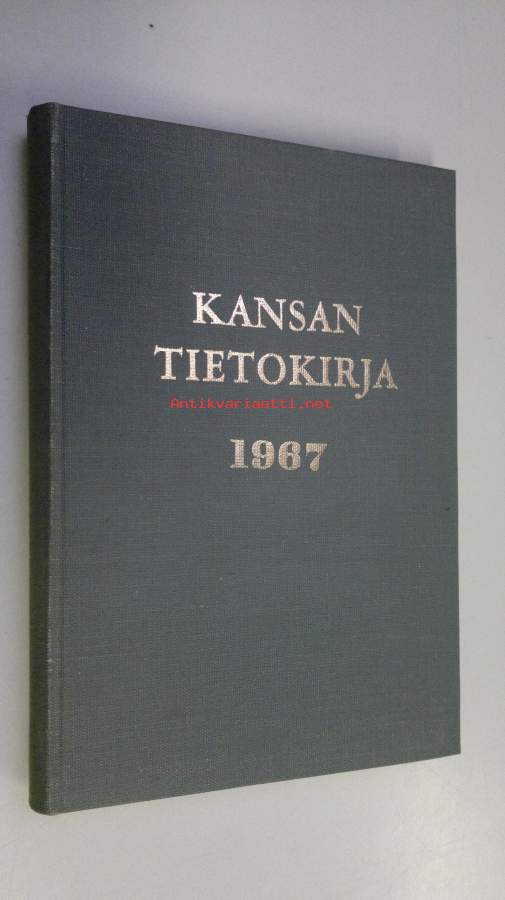 KANSAN
TIETOKIRJA
Antikvariaatti.net
1967